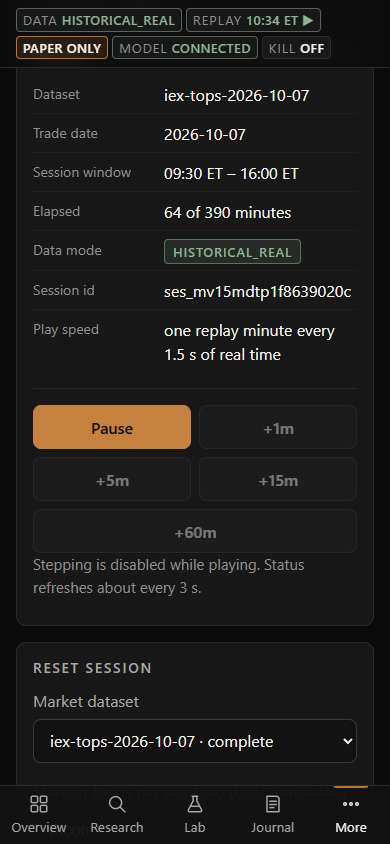 DATA HISTORICAL_REAL REPLAY 10:34 ET ▶
PAPER ONLY MODEL CONNECTED KILL OFF
Dataset iex-tops-2026-10-07
Trade date 2026-10-07
Session window 09:30 ET – 16:00 ET
Elapsed 64 of 390 minutes
Data mode HISTORICAL_REAL
Session id ses_mv15mdtp1f8639020c
Play speed one replay minute every
1.5 s of real time
Pause +1m
+5m +15m
+60m
Stepping is disabled while playing. Status
refreshes about every 3 s.
RESET SESSION
Market dataset
iex-tops-2026-10-07 · complete
Overview Research Lab Journal More